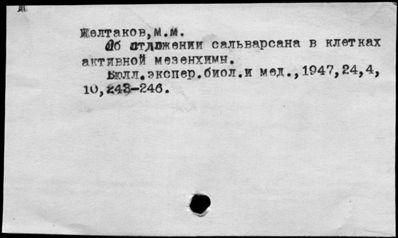 Ж
Желтаков,М.М.
Об отложении сальварсана в клетках
активной мезенхимы.
Бюлл.экспер.биол.и мед.,1947,24,4,
10,243-246.